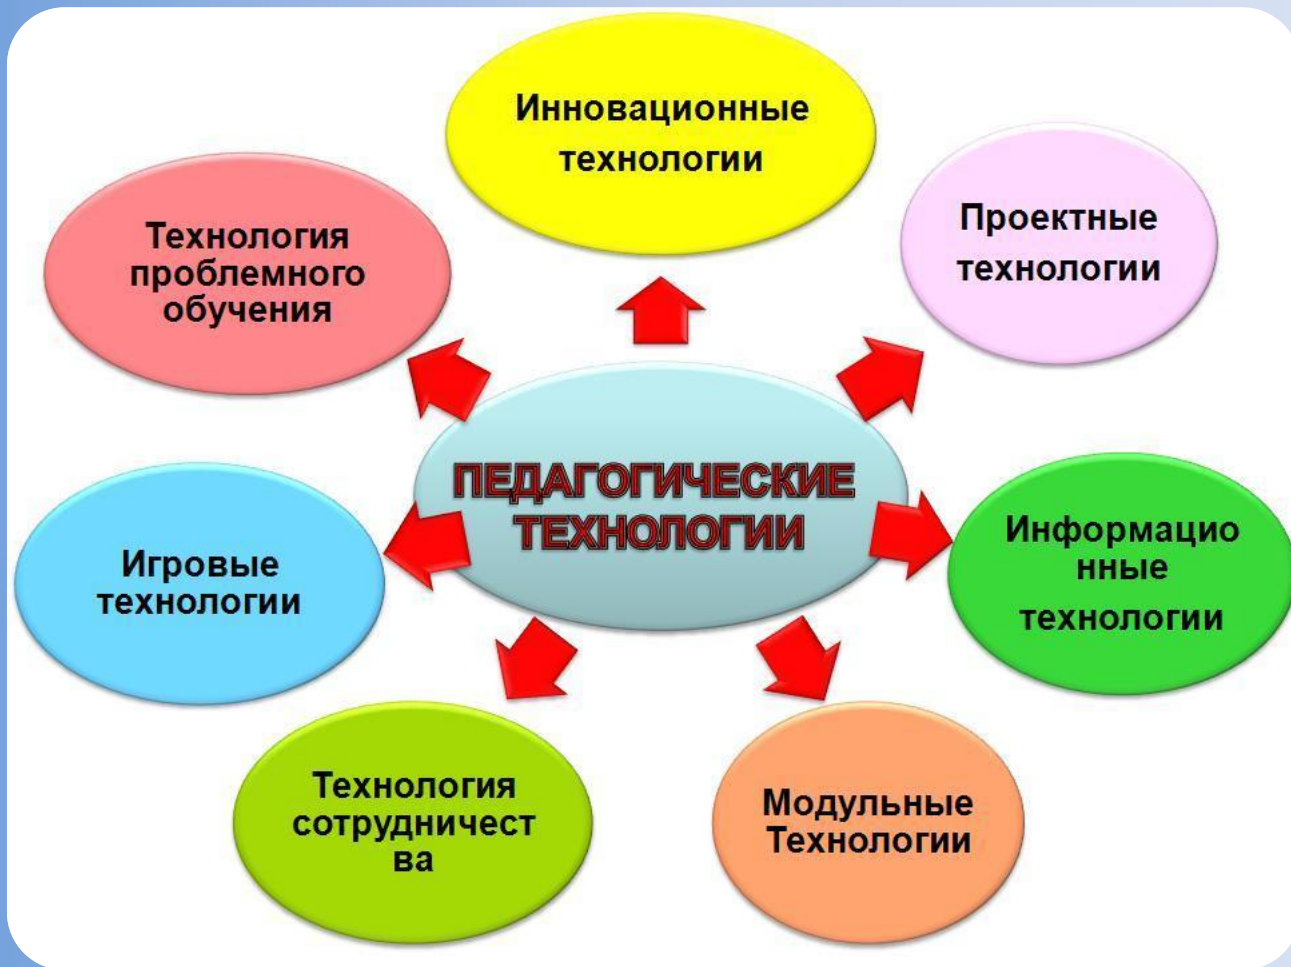 Инновационные
технологии
Проектные
технологии
Технология
проблемного
обучения
ПЕДАГОГИЧЕСКИЕ
ТЕХНОЛОГИИ
Информацио
нные
технологии
Игровые
технологии
Технология
сотрудничест
ва
Модульные
Технологии